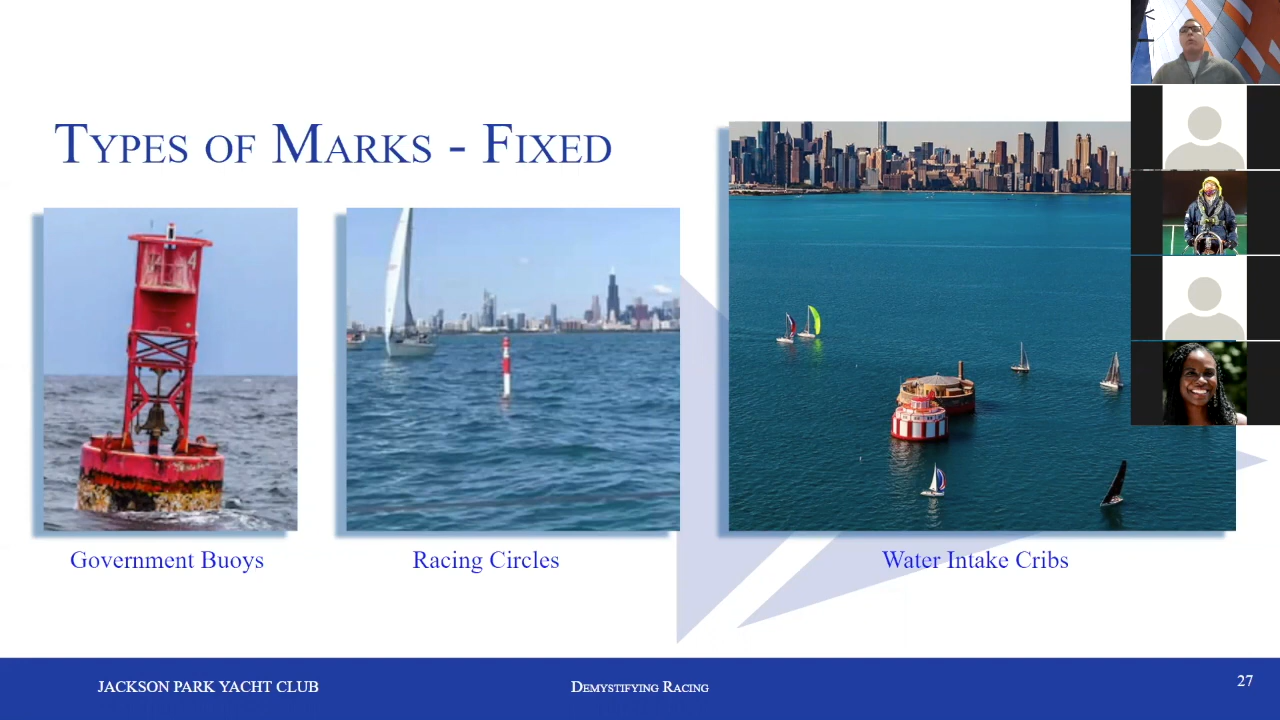 Types of Marks - Fixed
Government Buoys
Racing Circles
Water Intake Cribs
JACKSON PARK YACHT CLUB
Demystifying Racing
27